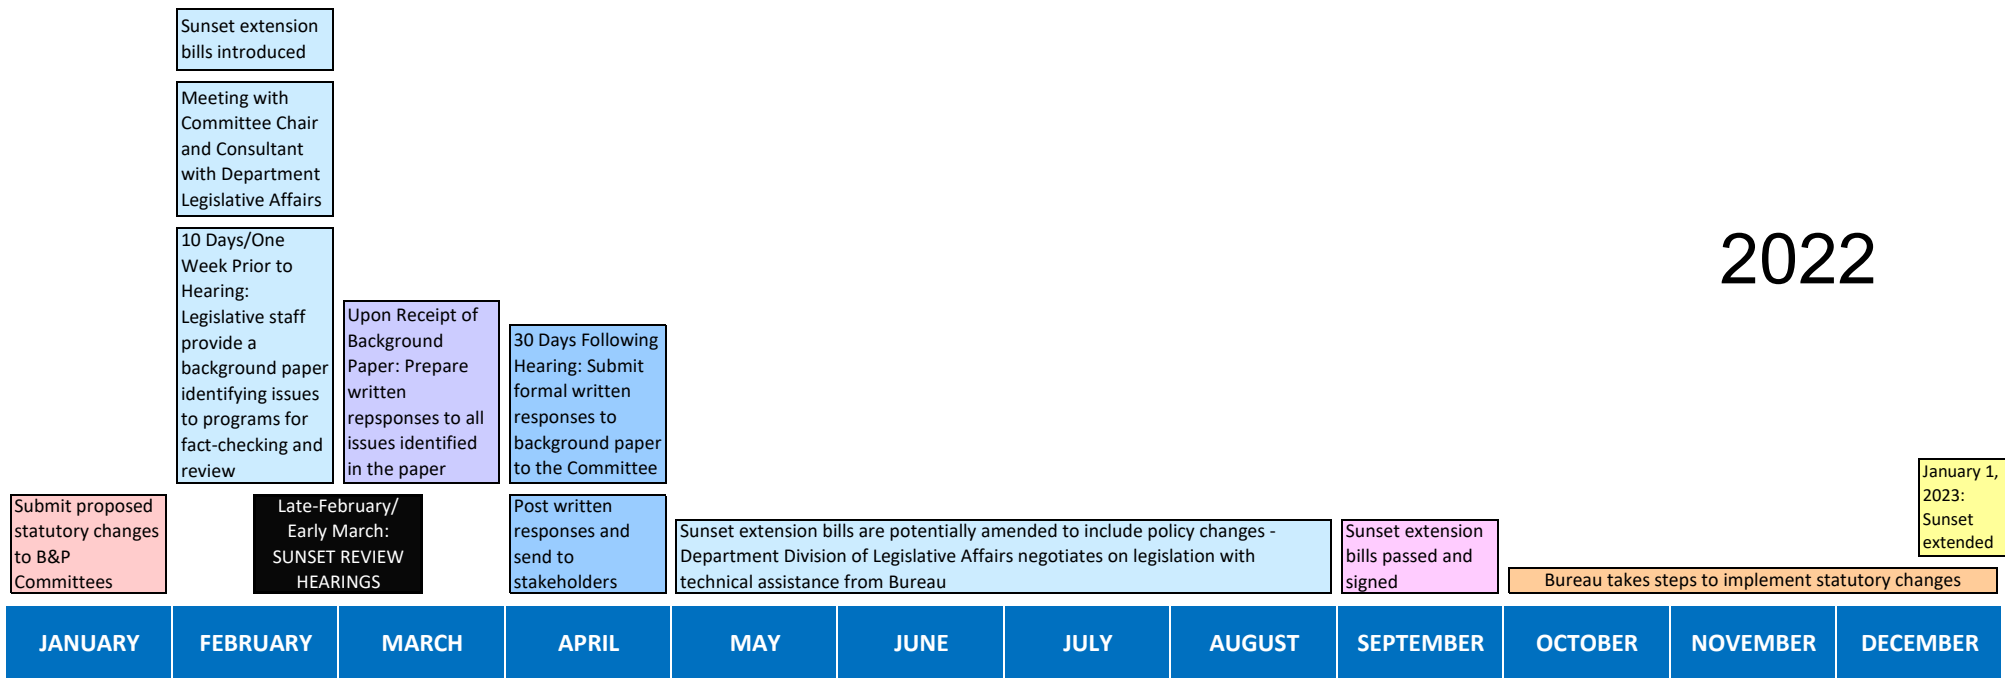 Sunset extension
bills introduced
Meeting with
Committee Chair
and Consultant
with Department
Legislative Affairs
10 Days/One
Week Prior to
Hearing:
Legislative staff
provide a
background paper
identifying issues
to programs for
fact-checking and
review
2022
Upon Receipt of
Background
Paper: Prepare
written
repsponses to all
issues identified
in the paper
30 Days Following
Hearing: Submit
formal written
responses to
background paper
to the Committee
Submit proposed
statutory changes
to B&P
Committees
Late-February/
Early March:
SUNSET REVIEW
HEARINGS
Post written
responses and
send to
stakeholders
Sunset extension bills are potentially amended to include policy changes -
Department Division of Legislative Affairs negotiates on legislation with
technical assistance from Bureau
Sunset extension
bills passed and
signed
January 1,
2023:
Sunset
extended
Bureau takes steps to implement statutory changes
JANUARY
FEBRUARY
MARCH
APRIL
MAY
JUNE
JULY
AUGUST
SEPTEMBER
OCTOBER
NOVEMBER
DECEMBER